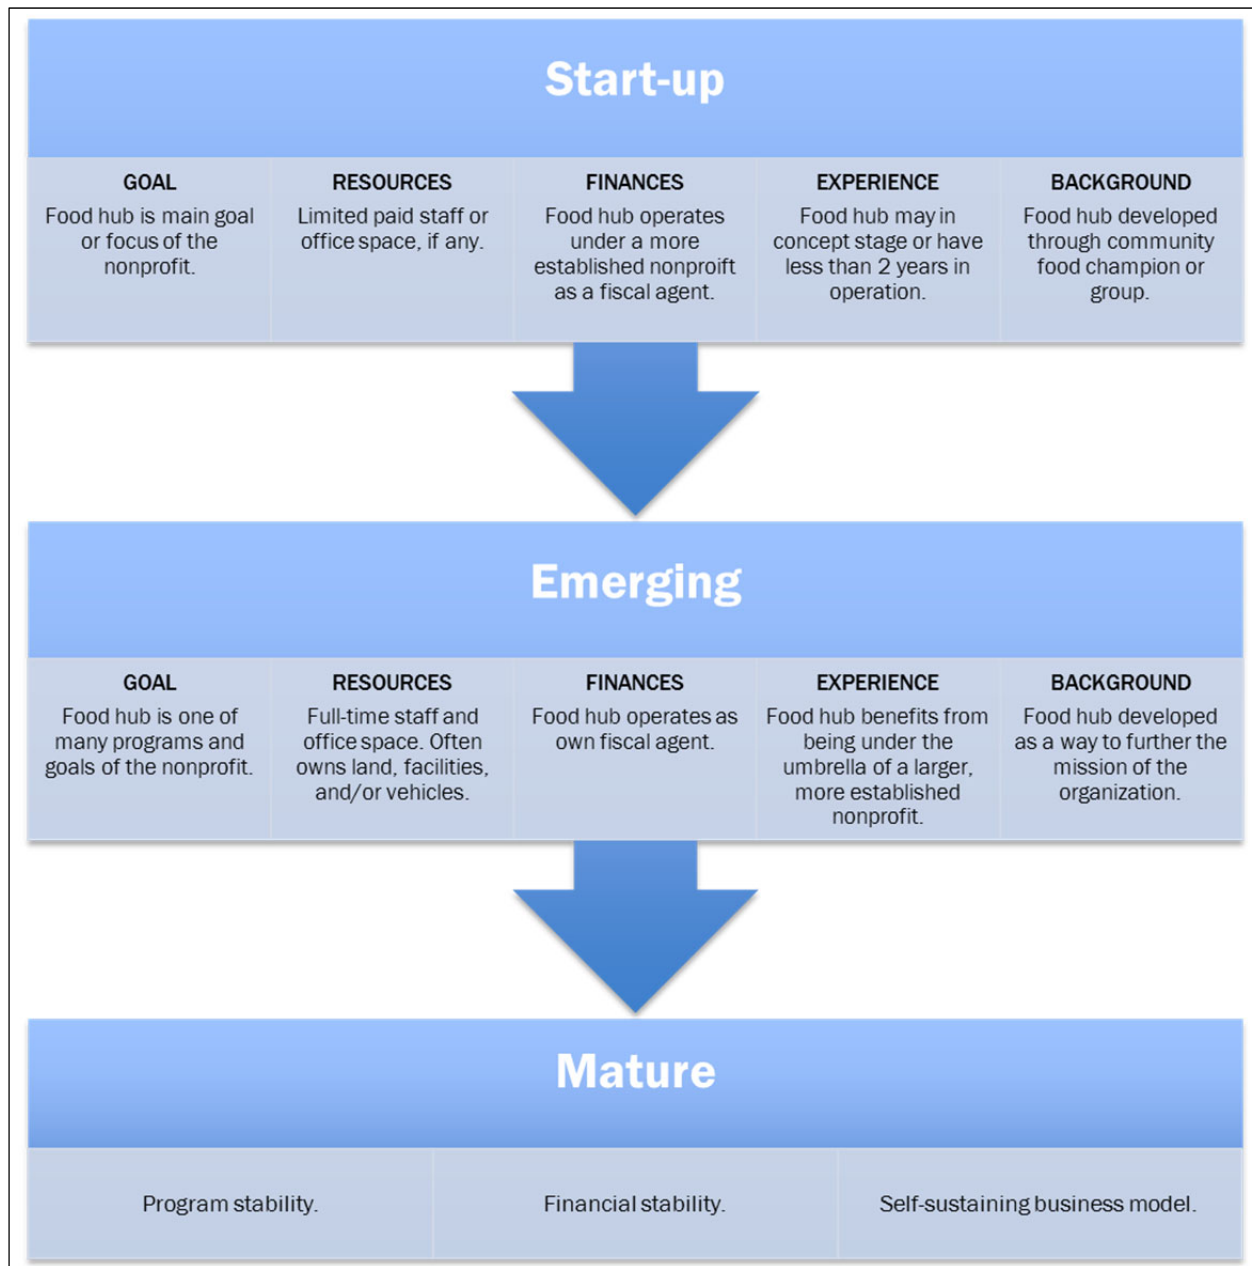 Start-up
GOAL
Food hub is main goal
or focus of the
nonprofit.
RESOURCES
Limited paid staff or
office space, if any.
FINANCES
Food hub operates
under a more
established nonproift
as a fiscal agent.
EXPERIENCE
Food hub may in
concept stage or have
less than 2 years in
operation.
BACKGROUND
Food hub developed
through community
food champion or
group.
Emerging
GOAL
Food hub is one of
many programs and
goals of the nonprofit.
RESOURCES
Full-time staff and
office space. Often
owns land, facilities,
and/or vehicles.
FINANCES
Food hub operates as
own fiscal agent.
EXPERIENCE
Food hub benefits from
being under the
umbrella of a larger,
more established
nonprofit.
BACKGROUND
Food hub developed
as a way to further the
mission of the
organization.
Mature
Program stability.
Financial stability.
Self-sustaining business model.